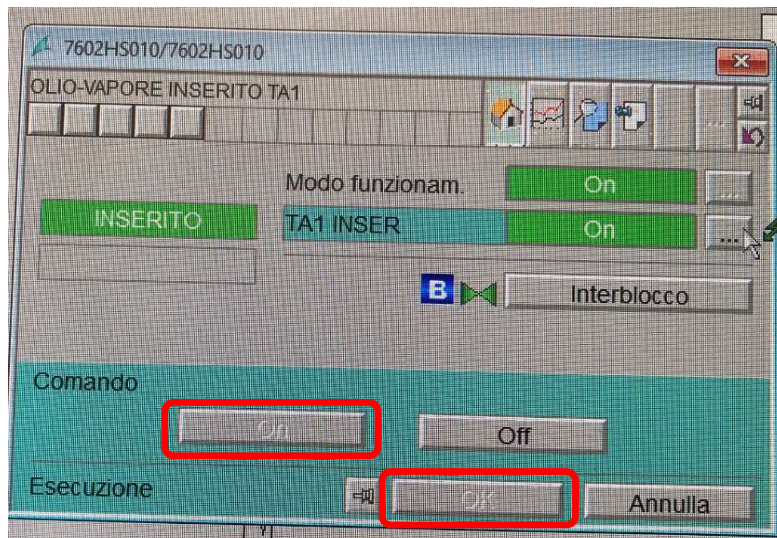 7602HS010/7602HS010
OLIO-VAPORE INSERITO TA1
Modo funzionam. On ...
INSERITO TA1 INSER On ...
B Interblocco
Comando
On Off
Esecuzione OK Annulla